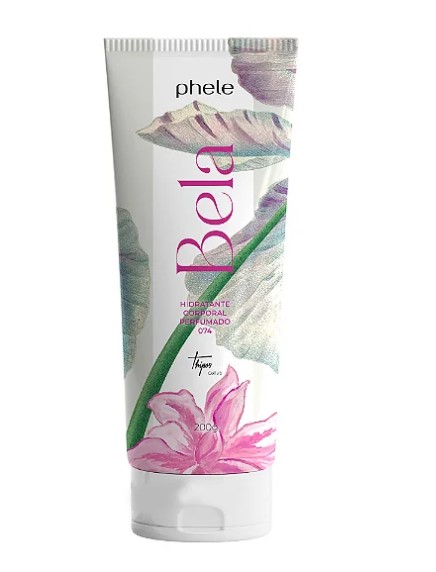 phele
Bela
HIDRATANTE
CORPORAL
PERFUMADO
074
Thipos
200g